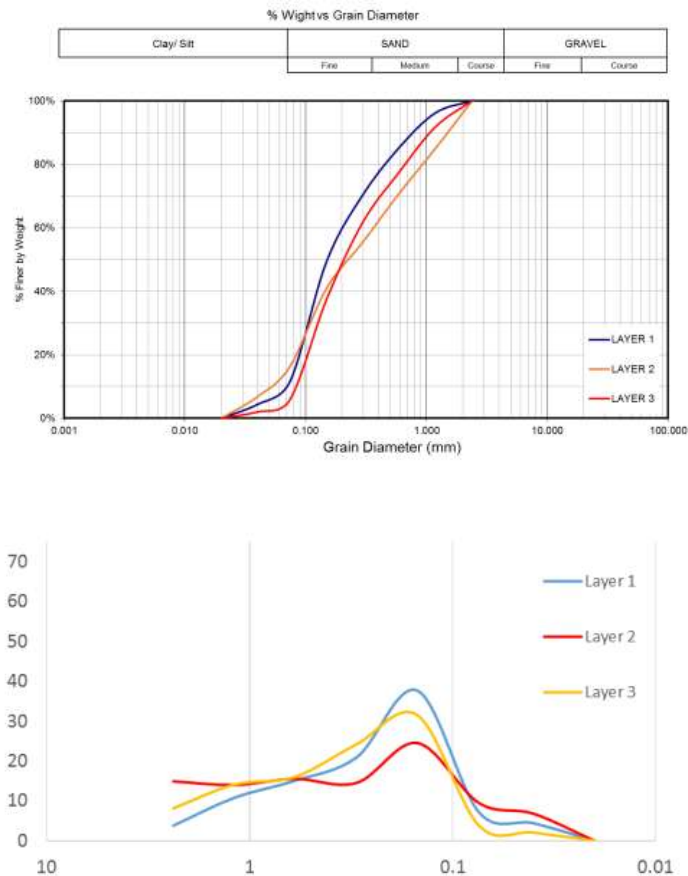 % Wight vs Grain Diameter
Clay/ Silt SAND GRAVEL
Fine Medium Course Fine Course
100%
80%
60%
40%
20%
0%
% Finer by Weight
LAYER 1
LAYER 2
LAYER 3
0.001 0.010 0.100 1.000 10.000 100.000
Grain Diameter (mm)
70
60
50
40
30
20
10
0
Layer 1
Layer 2
Layer 3
10 1 0.1 0.01